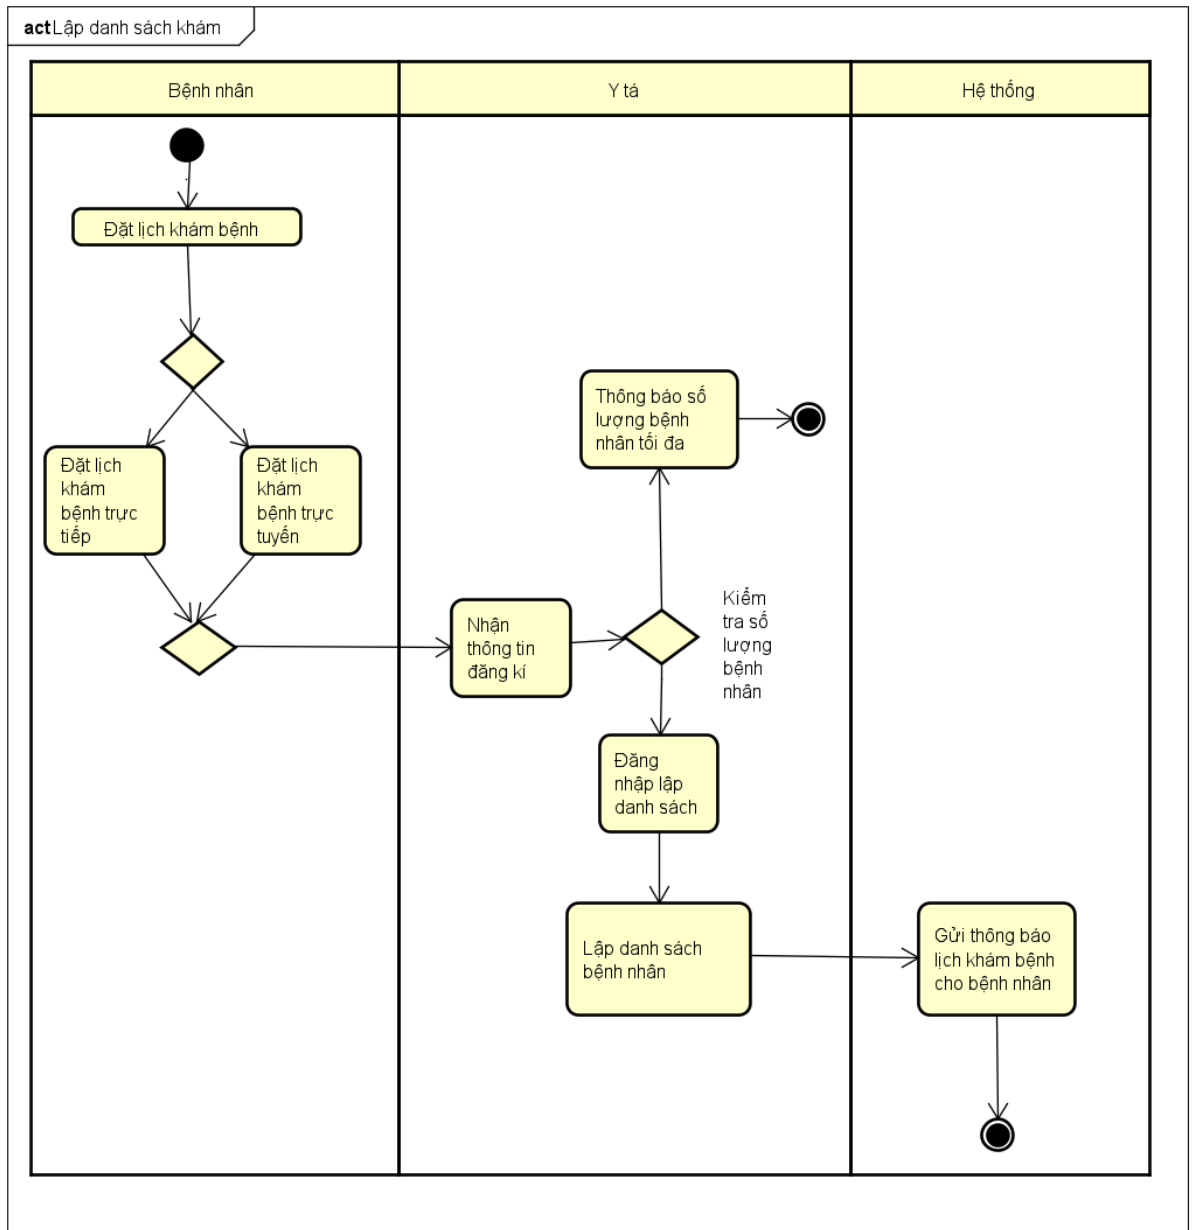 act Lập danh sách khám
Bệnh nhân
Y tá
Hệ thống
Đặt lịch khám bệnh
Đặt lịch
khám
bệnh trực
tiếp
Đặt lịch
khám
bệnh trực
tuyến
Thông báo số
lượng bệnh
nhân tối đa
Nhận
thông tin
đăng kí
Kiểm
tra số
lượng
bệnh
nhân
Đăng
nhập lập
danh sách
Lập danh sách
bệnh nhân
Gửi thông báo
lịch khám bệnh
cho bệnh nhân